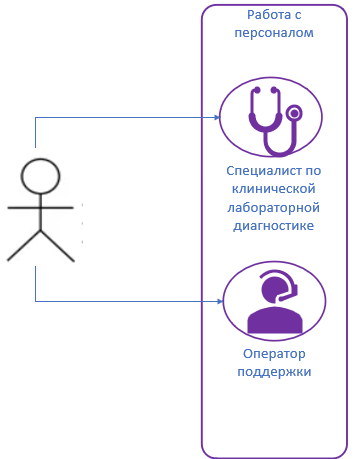 Работа с
персоналом
Специалист по
клинической
лабораторной
диагностике
Оператор
поддержки